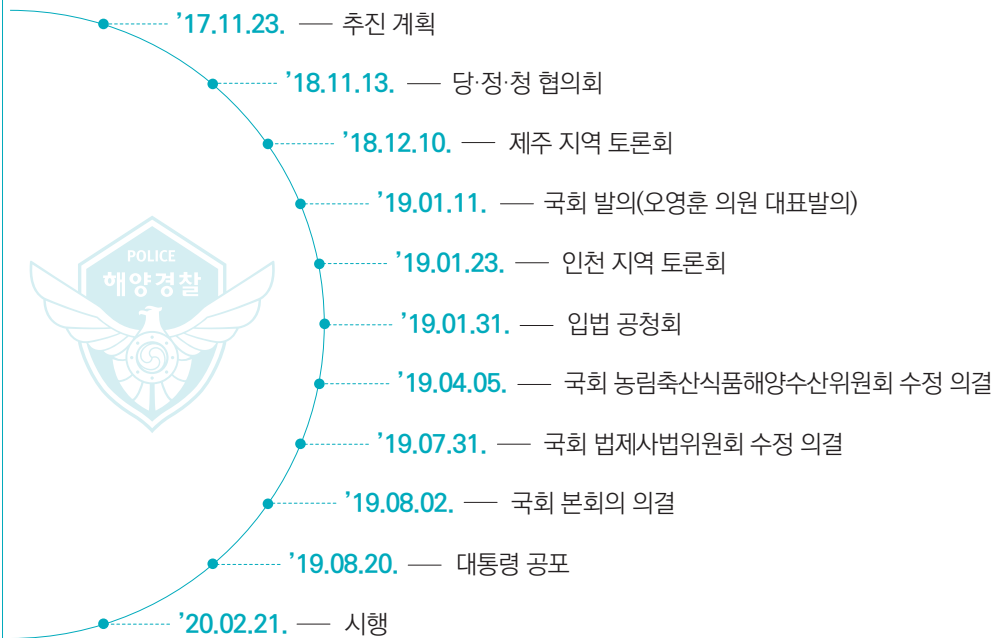 ’17.11.23. — 추진 계획
’18.11.13. — 당·정·청 협의회
’18.12.10. — 제주 지역 토론회
’19.01.11. — 국회 발의(오영훈 의원 대표발의)
POLICE
해양경찰
’19.01.23. — 인천 지역 토론회
’19.01.31. — 입법 공청회
’19.04.05. — 국회 농림축산식품해양수산위원회 수정 의결
’19.07.31. — 국회 법제사법위원회 수정 의결
’19.08.02. — 국회 본회의 의결
’19.08.20. — 대통령 공포
’20.02.21. — 시행